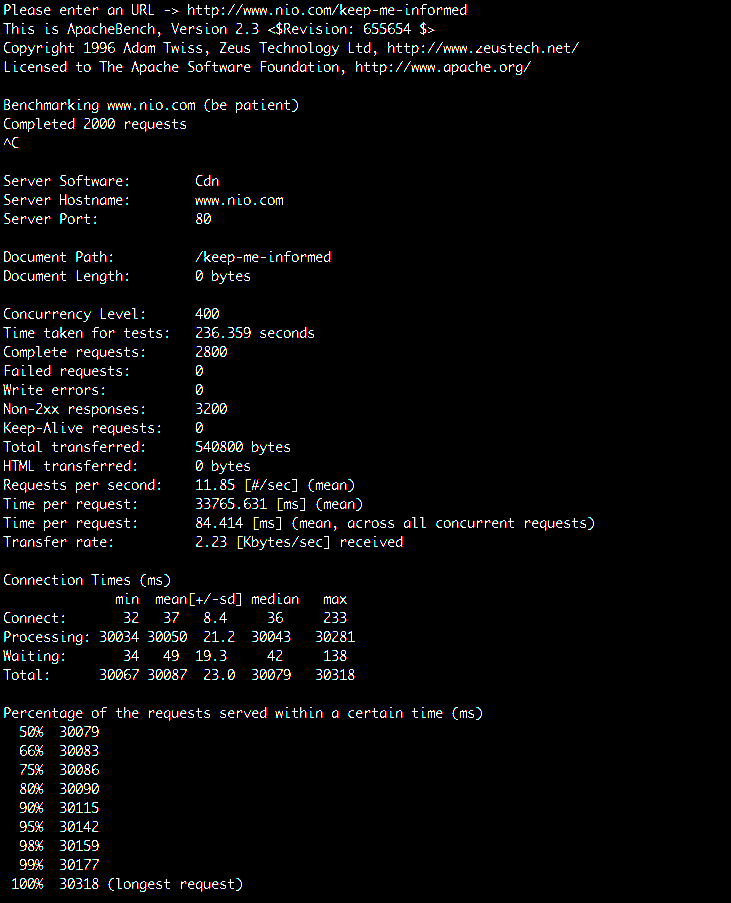 Please enter an URL -> http://www.nio.com/keep-me-informed
This is ApacheBench, Version 2.3 <$Revision: 655654 $>
Copyright 1996 Adam Twiss, Zeus Technology Ltd, http://www.zeustech.net/
Licensed to The Apache Software Foundation, http://www.apache.org/

Benchmarking www.nio.com (be patient)
Completed 2000 requests
^C

Server Software:        Cdn
Server Hostname:        www.nio.com
Server Port:            80

Document Path:          /keep-me-informed
Document Length:        0 bytes

Concurrency Level:      400
Time taken for tests:   236.359 seconds
Complete requests:      2800
Failed requests:        0
Write errors:           0
Non-2xx responses:      3200
Keep-Alive requests:    0
Total transferred:      540800 bytes
HTML transferred:       0 bytes
Requests per second:    11.85 [#/sec] (mean)
Time per request:       33765.631 [ms] (mean)
Time per request:       84.414 [ms] (mean, across all concurrent requests)
Transfer rate:          2.23 [Kbytes/sec] received

Connection Times (ms)
              min  mean[+/-sd] median   max
Connect:       32   37   8.4     36     233
Processing: 30034 30050  21.2  30043   30281
Waiting:       34   49  19.3     42     138
Total:      30067 30087  23.0  30079   30318

Percentage of the requests served within a certain time (ms)
  50%  30079
  66%  30083
  75%  30086
  80%  30090
  90%  30115
  95%  30142
  98%  30159
  99%  30177
 100%  30318 (longest request)